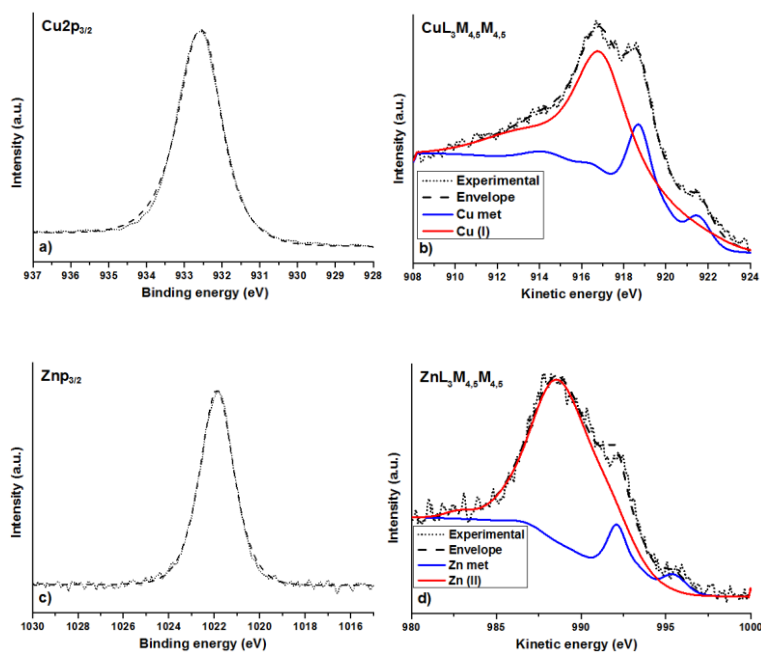 Cu2p3/2
Intensity (a.u.)
a)
937 936 935 934 933 932 931 930 929 928
Binding energy (eV)
CuL3M4,5M4,5
Intensity (a.u.)
Experimental
Envelope
Cu met
Cu (I)
b)
908 910 912 914 916 918 920 922 924
Kinetic energy (eV)
Znp3/2
Intensity (a.u.)
c)
1030 1028 1026 1024 1022 1020 1018 1016
Binding energy (eV)
ZnL3M4,5M4,5
Intensity (a.u.)
Experimental
Envelope
Zn met
Zn (II)
d)
980 985 990 995 1000
Kinetic energy (eV)